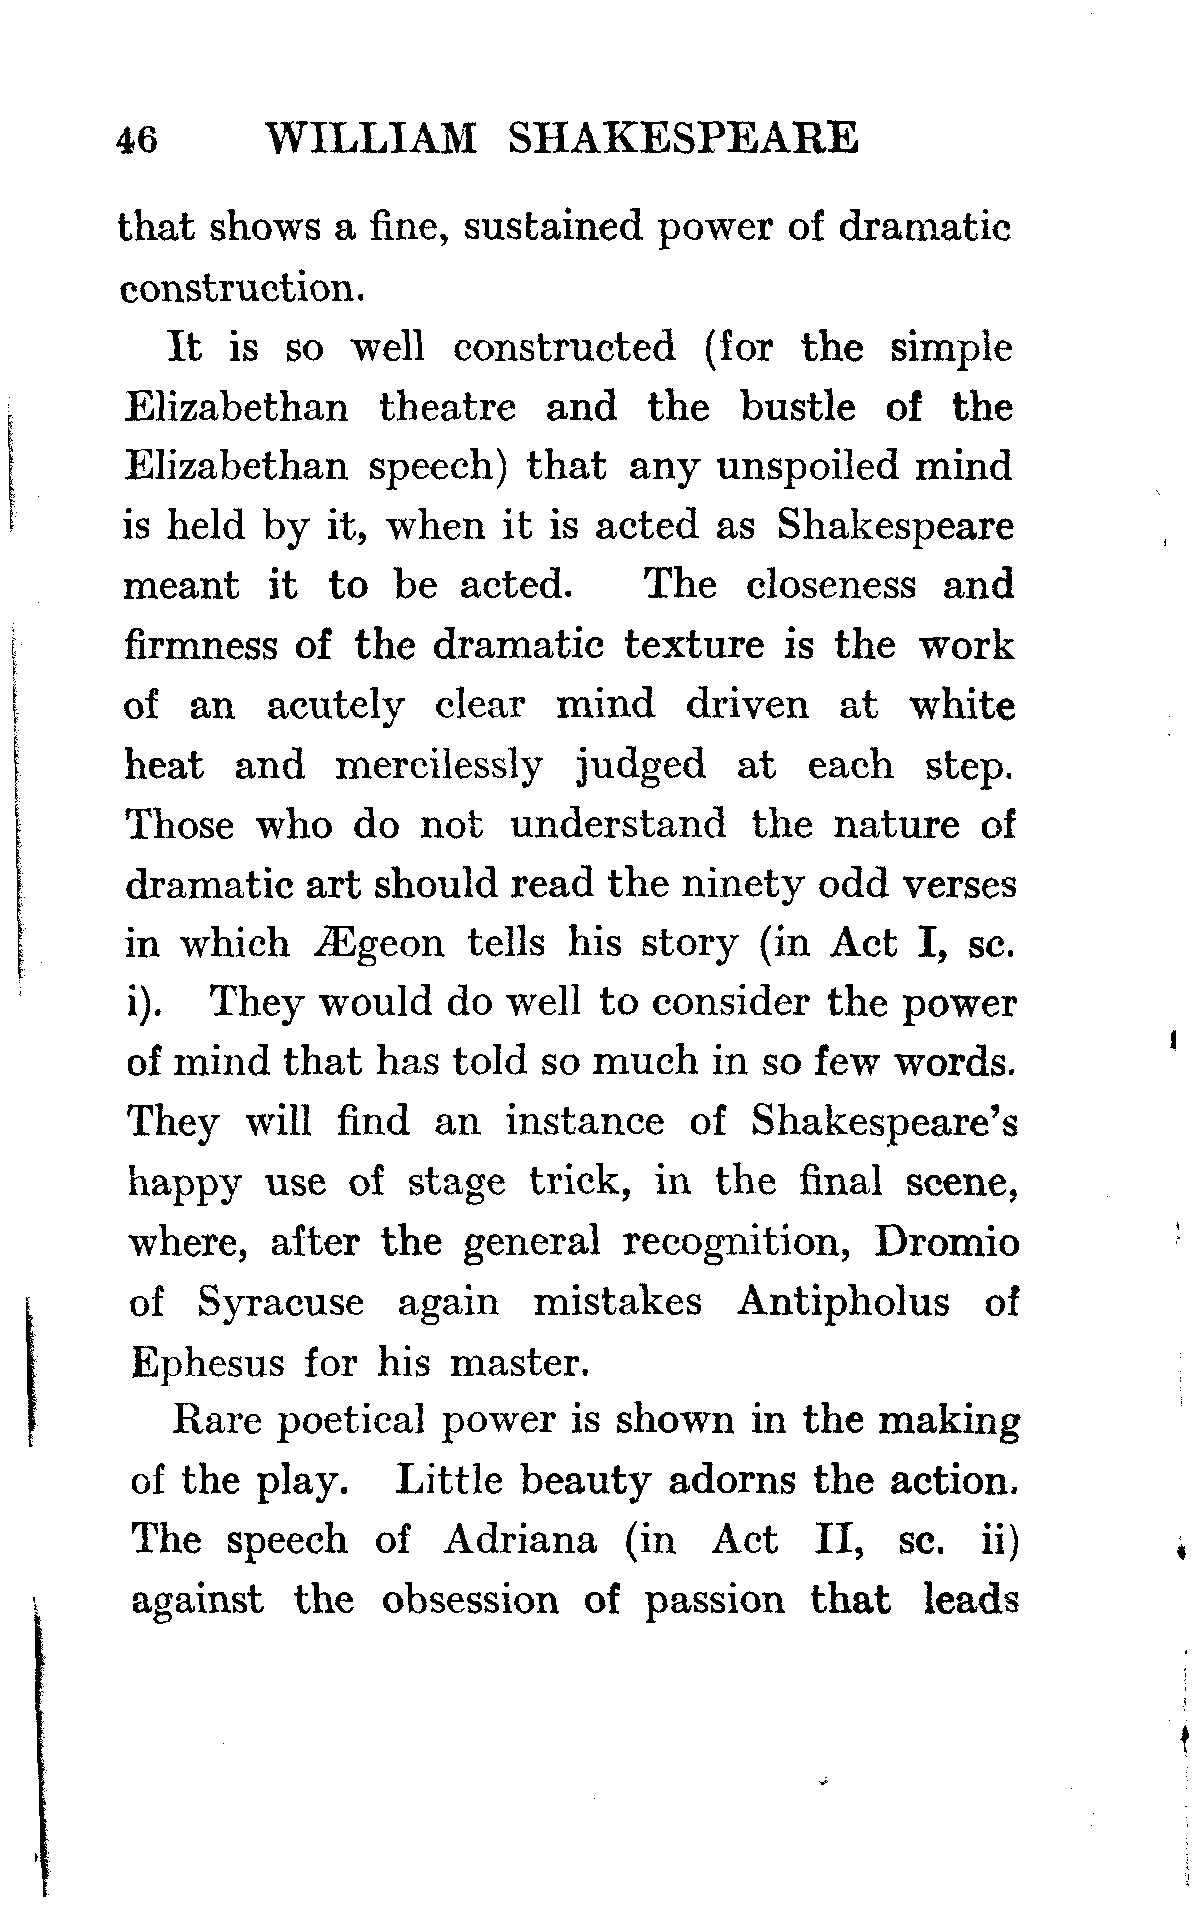 46 WILLIAM SHAKESPEARE
that shows a fine, sustained power of dramatic
construction.
It is so well constructed (for the simple
Elizabethan theatre and the bustle of the
Elizabethan speech) that any unspoiled mind
is held by it, when it is acted as Shakespeare
meant it to be acted. The closeness and
firmness of the dramatic texture is the work
of an acutely clear mind driven at white
heat and mercilessly judged at each step.
Those who do not understand the nature of
dramatic art should read the ninety odd verses
in which Ægeon tells his story (in Act I, sc.
i). They would do well to consider the power
of mind that has told so much in so few words.
They will find an instance of Shakespeare's
happy use of stage trick, in the final scene,
where, after the general recognition, Dromio
of Syracuse again mistakes Antipholus of
Ephesus for his master.
Rare poetical power is shown in the making
of the play. Little beauty adorns the action.
The speech of Adriana (in Act II, sc. ii)
against the obsession of passion that leads